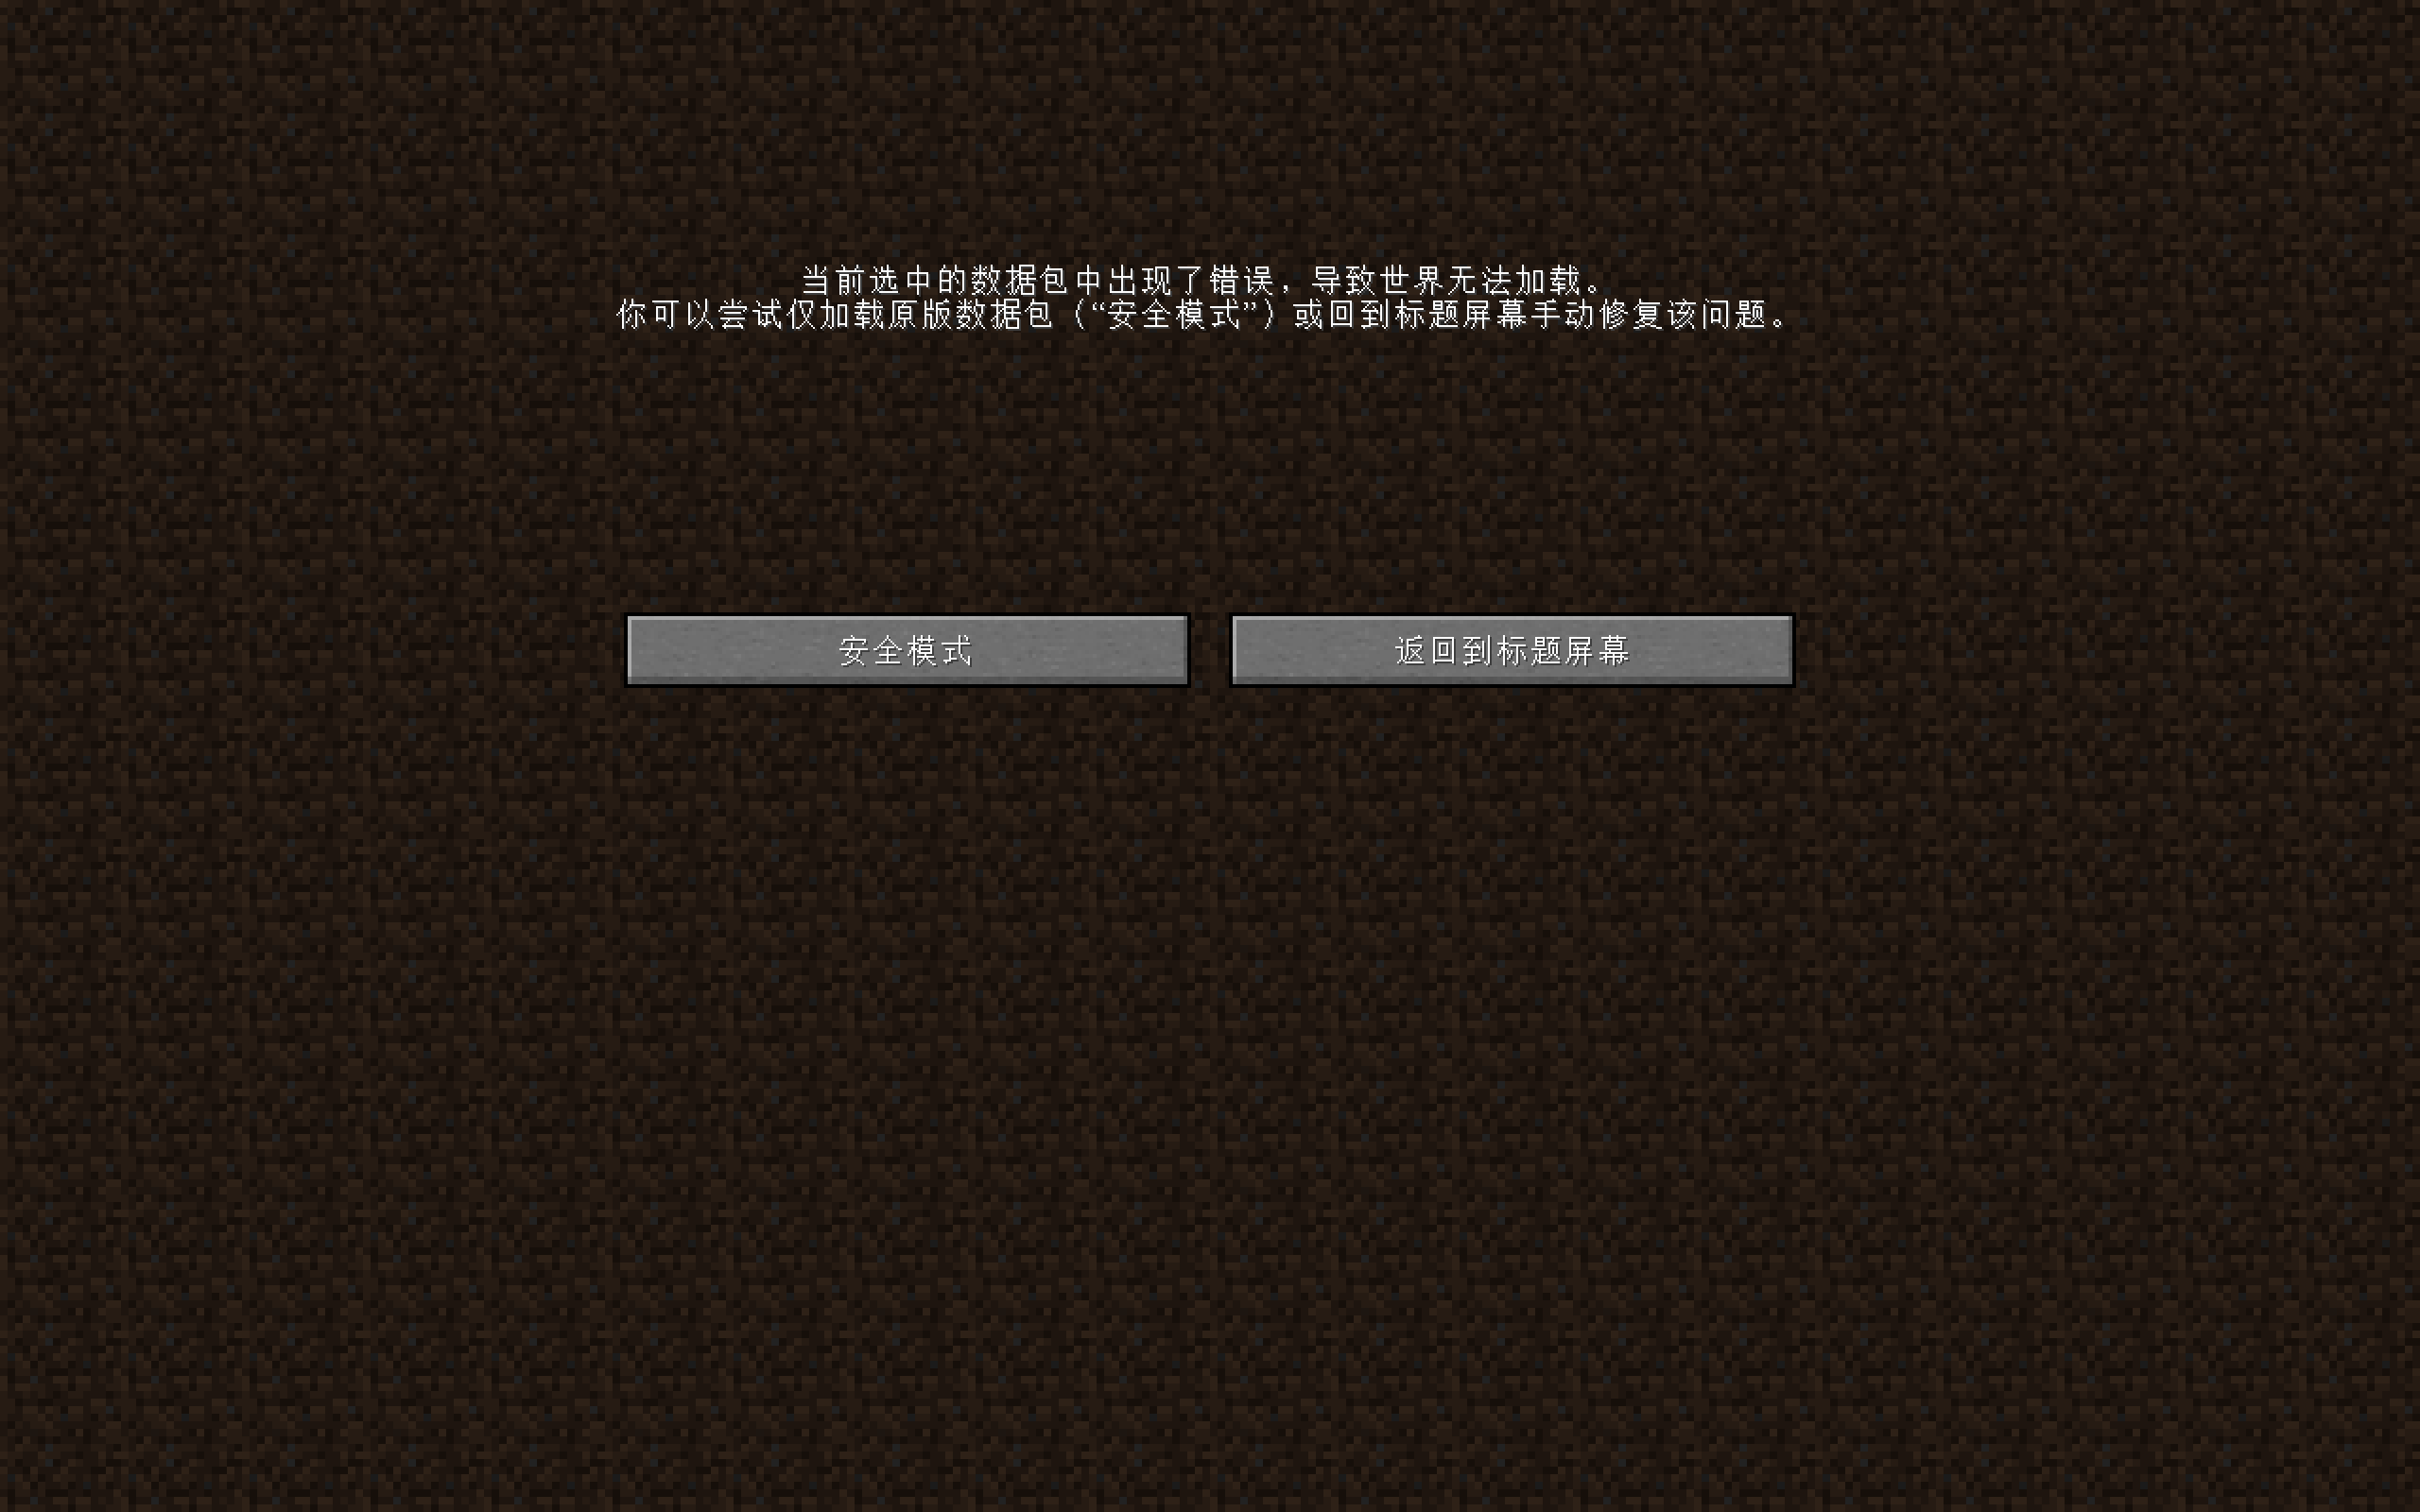 当前选中的数据包中出现了错误，导致世界无法加载。
你可以尝试仅加载原版数据包（“安全模式”）或回到标题屏幕手动修复该问题。
安全模式
返回到标题屏幕